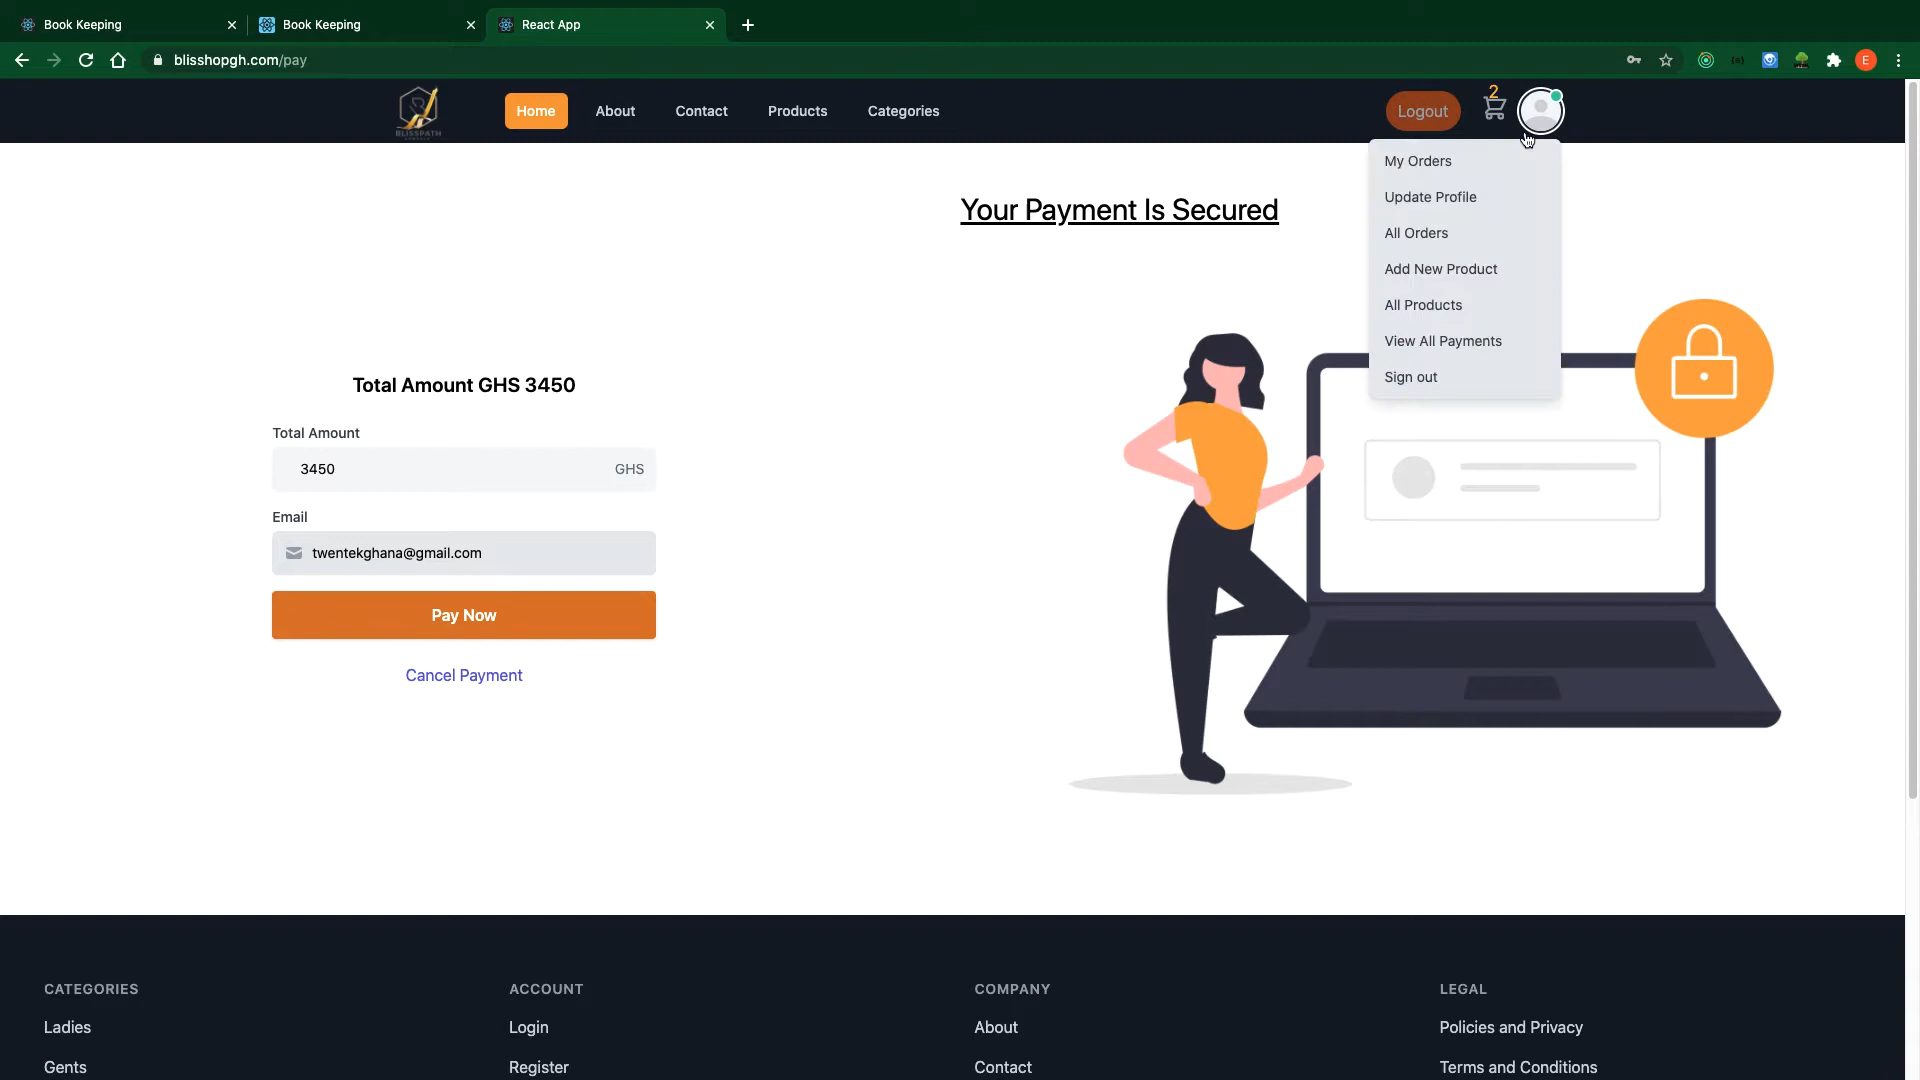 Book Keeping
Book Keeping
React App
blisshopgh.com/pay
E
BLISSPATH
Home
About
Contact
Products
Categories
Logout
2
My Orders
Update Profile
All Orders
Add New Product
All Products
View All Payments
Sign out
Your Payment Is Secured
Total Amount GHS 3450
Total Amount
3450 GHS
Email
twentekghana@gmail.com
Pay Now
Cancel Payment
CATEGORIES
Ladies
Gents
ACCOUNT
Login
Register
COMPANY
About
Contact
LEGAL
Policies and Privacy
Terms and Conditions